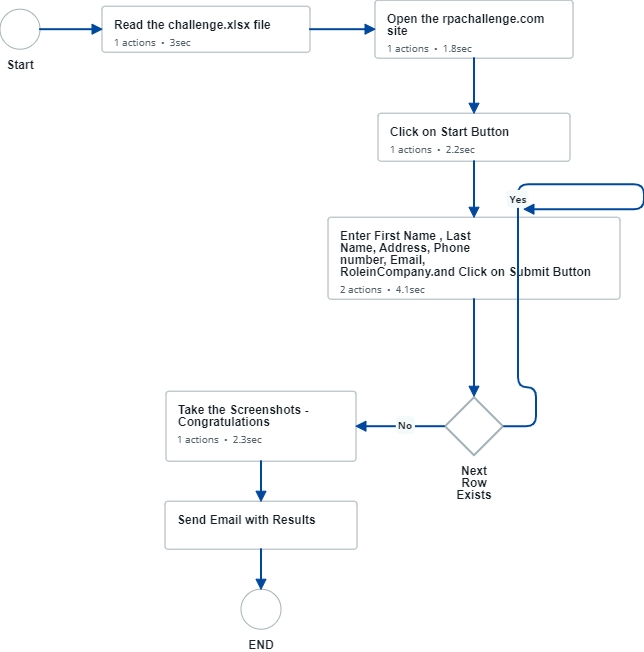 Read the challenge.xlsx file
1 actions • 3sec
Start
Open the rpachallenge.com
site
1 actions • 1.8sec
Click on Start Button
1 actions • 2.2sec
Yes
Enter First Name , Last
Name, Address, Phone
number, Email,
RoleinCompany.and Click on Submit Button
2 actions • 4.1sec
Take the Screenshots -
Congratulations
1 actions • 2.3sec
No
Next
Row
Exists
Send Email with Results
END